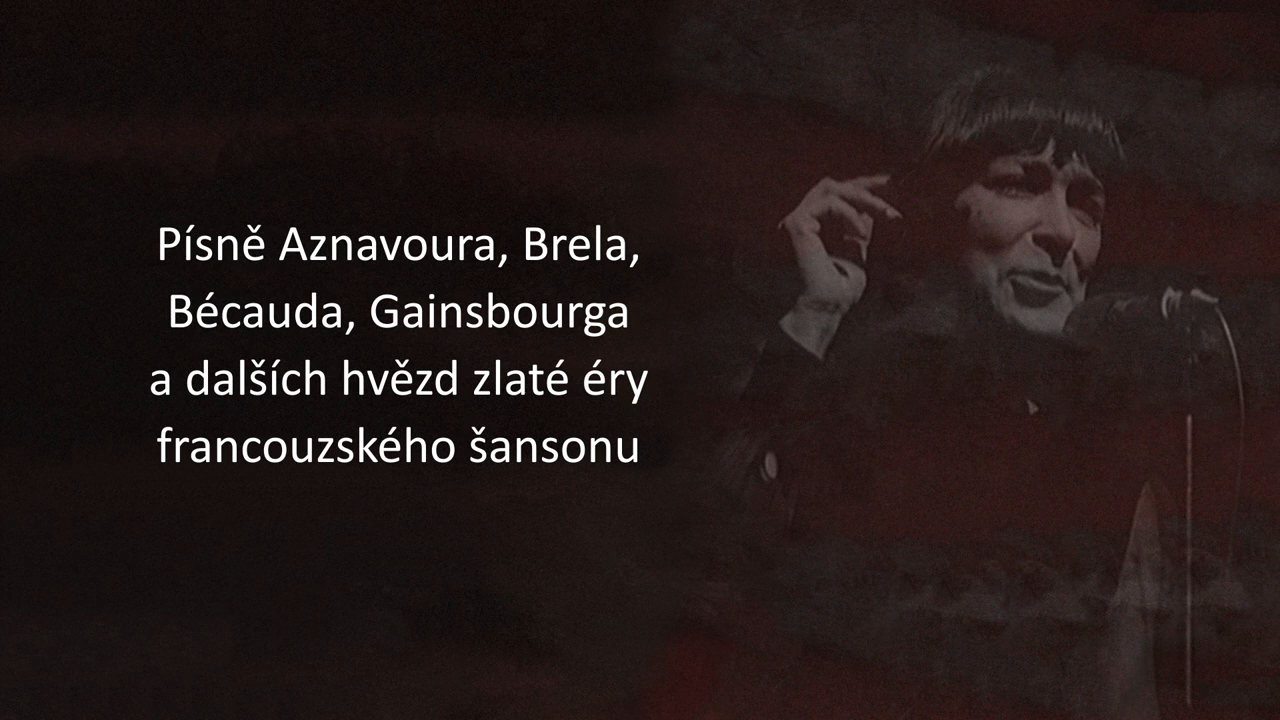 Písně Aznavoura, Brela,
Bécauda, Gainsbourga
a dalších hvězd zlaté éry
francouzského šansonu